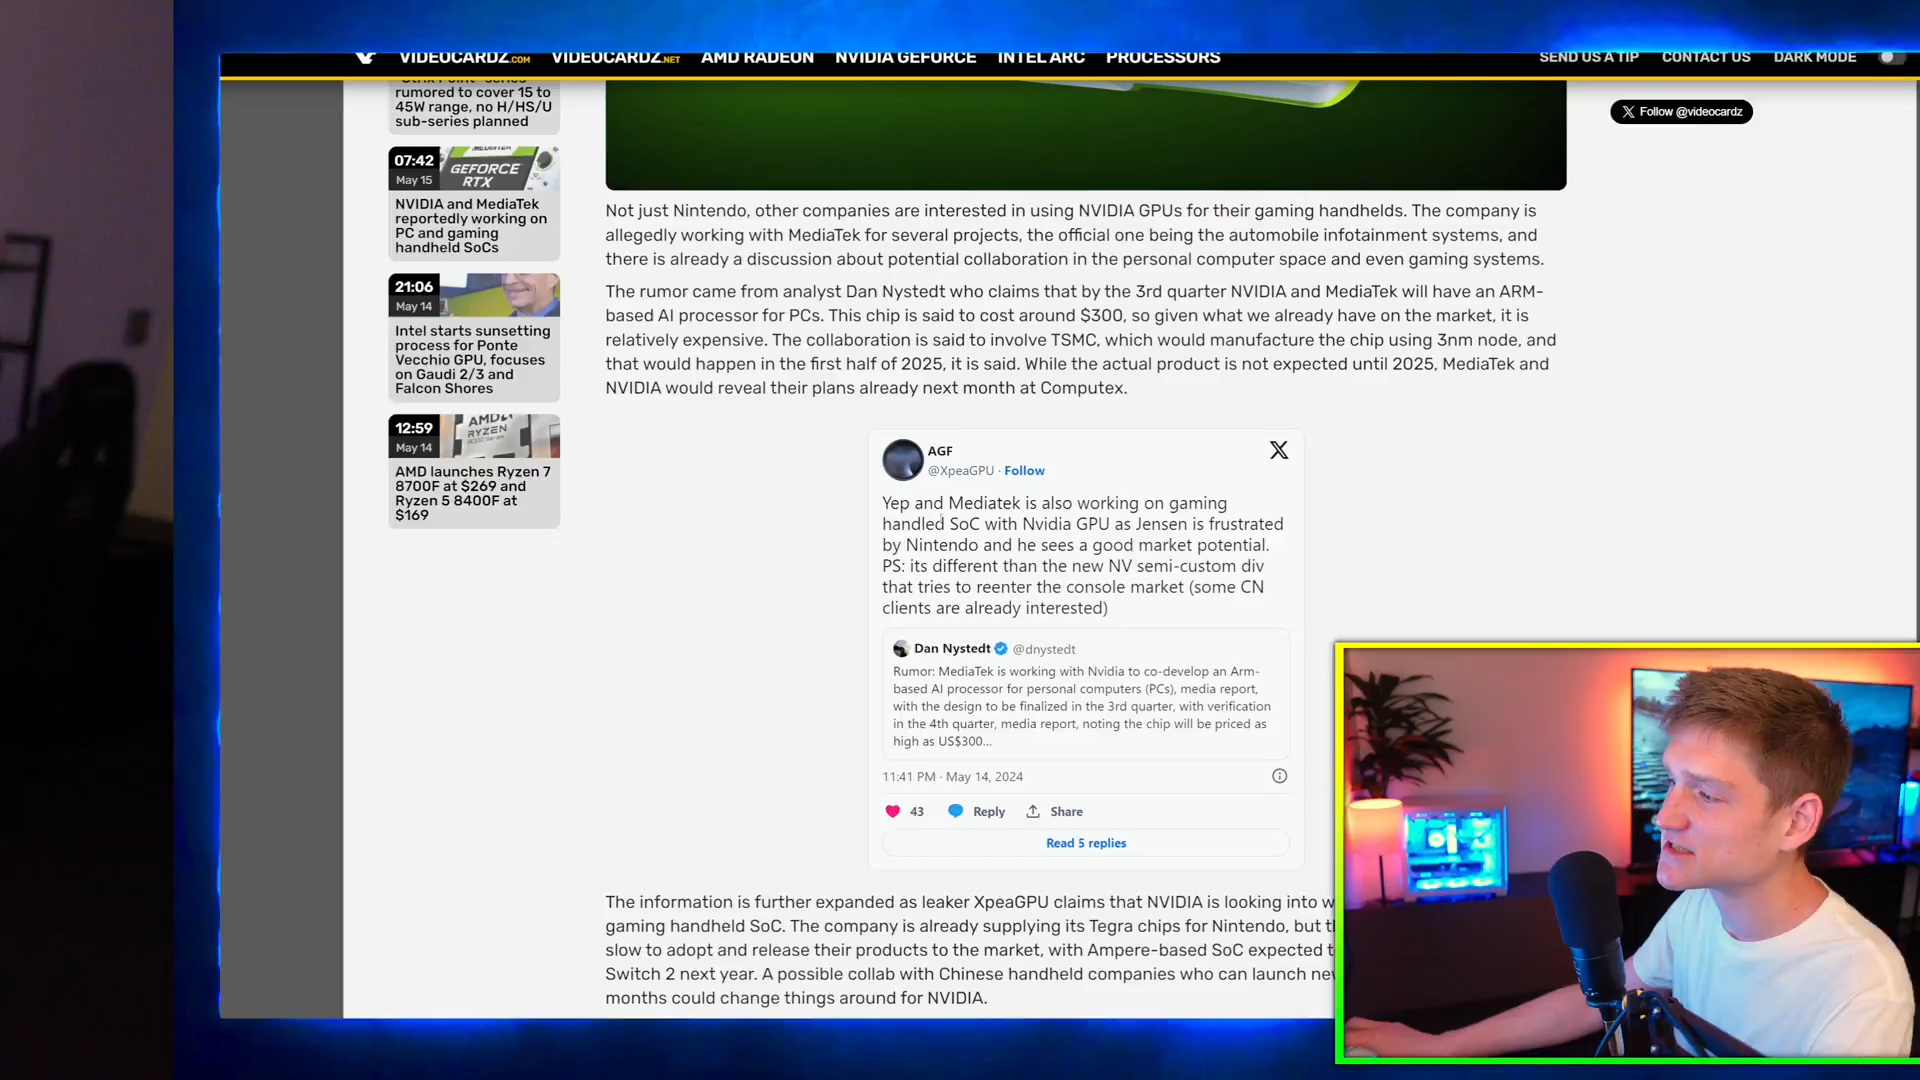 VIDEOCARDZ.COM VIDEOCARDZ.NET AMD RADEON NVIDIA GEFORCE INTEL ARC PROCESSORS SEND US A TIP CONTACT US DARK MODE
rumored to cover 15 to
45W range, no H/HS/U
sub-series planned
07:42
May 15
GEFORCE
RTX
NVIDIA and MediaTek
reportedly working on
PC and gaming
handheld SoCs
21:06
May 14
Intel starts sunsetting
process for Ponte
Vecchio GPU, focuses
on Gaudi 2/3 and
Falcon Shores
12:59
May 14
AMD
RYZEN
AMD launches Ryzen 7
8700F at $269 and
Ryzen 5 8400F at
$169
Follow @videocardz
Not just Nintendo, other companies are interested in using NVIDIA GPUs for their gaming handhelds. The company is
allegedly working with MediaTek for several projects, the official one being the automobile infotainment systems, and
there is already a discussion about potential collaboration in the personal computer space and even gaming systems.
The rumor came from analyst Dan Nystedt who claims that by the 3rd quarter NVIDIA and MediaTek will have an ARM-
based AI processor for PCs. This chip is said to cost around $300, so given what we already have on the market, it is
relatively expensive. The collaboration is said to involve TSMC, which would manufacture the chip using 3nm node, and
that would happen in the first half of 2025, it is said. While the actual product is not expected until 2025, MediaTek and
NVIDIA would reveal their plans already next month at Computex.
AGF
@XpeaGPU · Follow
Yep and Mediatek is also working on gaming
handled SoC with Nvidia GPU as Jensen is frustrated
by Nintendo and he sees a good market potential.
PS: its different than the new NV semi-custom div
that tries to reenter the console market (some CN
clients are already interested)
Dan Nystedt @dnystedt
Rumor: MediaTek is working with Nvidia to co-develop an Arm-
based AI processor for personal computers (PCs), media report,
with the design to be finalized in the 3rd quarter, with verification
in the 4th quarter, media report, noting the chip will be priced as
high as US$300...
11:41 PM · May 14, 2024
43 Reply Share
Read 5 replies
The information is further expanded as leaker XpeaGPU claims that NVIDIA is looking into
gaming handheld SoC. The company is already supplying its Tegra chips for Nintendo, but
slow to adopt and release their products to the market, with Ampere-based SoC expected
Switch 2 next year. A possible collab with Chinese handheld companies who can launch
months could change things around for NVIDIA.